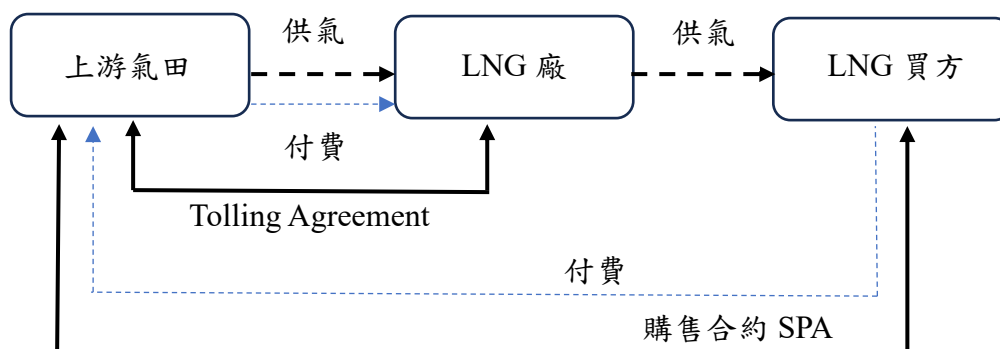 供氣
供氣
上游氣田
LNG 廠
LNG 買方
付費
Tolling Agreement
付費
購售合約 SPA